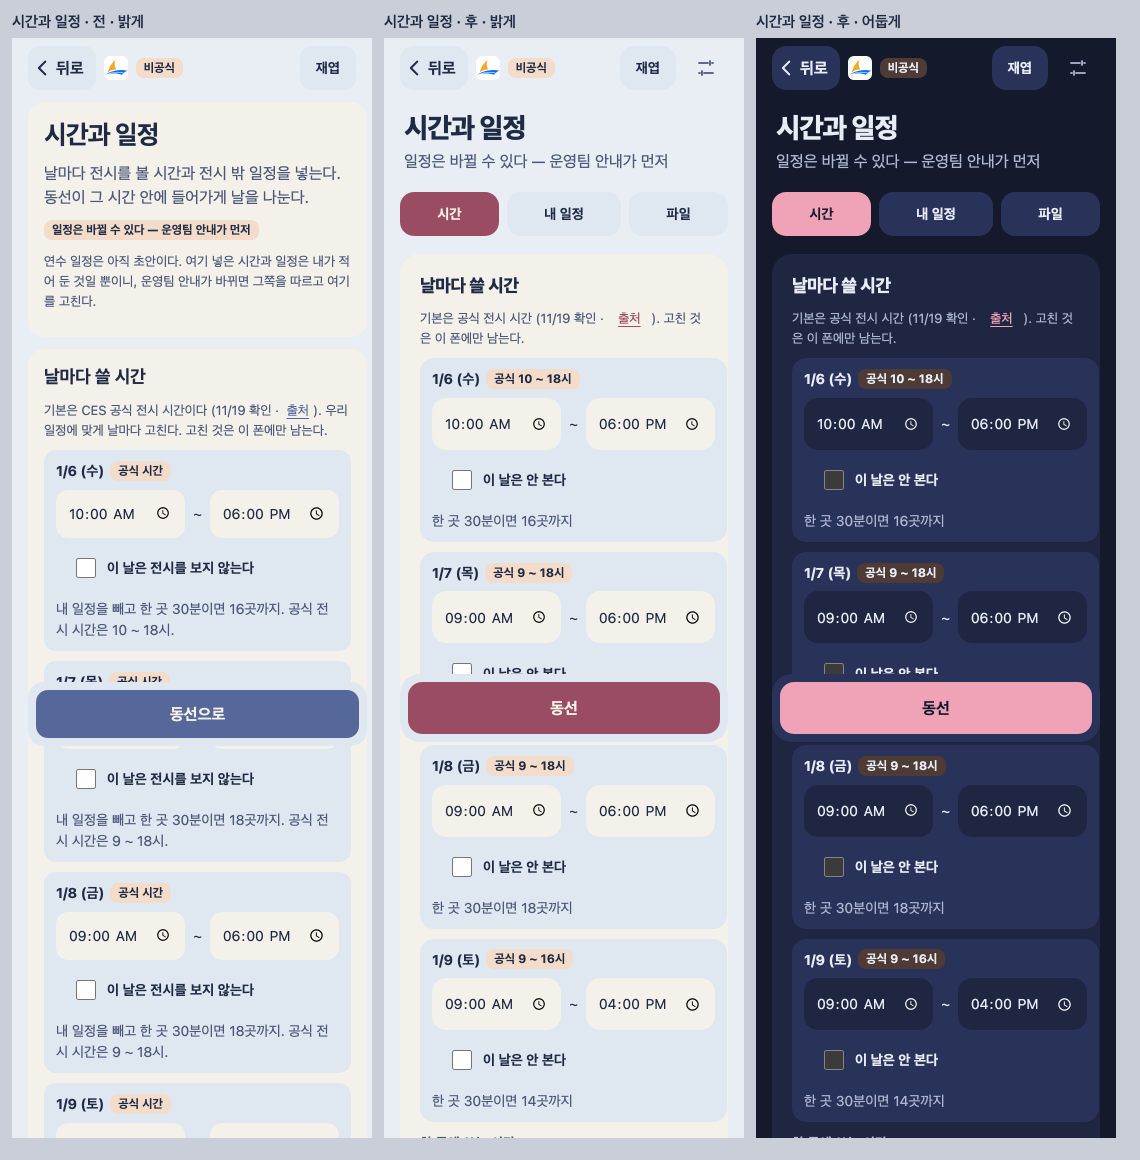 시간과 일정 · 전 · 밝게
뒤로
비공식
재엽
시간과 일정
날마다 전시를 볼 시간과 전시 밖 일정을 넣는다.
동선이 그 시간 안에 들어가게 날을 나눈다.
일정은 바뀔 수 있다 — 운영팀 안내가 먼저
연수 일정은 아직 초안이다. 여기 넣은 시간과 일정은 내가 적
어 둔 것일 뿐이니, 운영팀 안내가 바뀌면 그쪽을 따르고 여기
를 고친다.
날마다 쓸 시간
기본은 CES 공식 전시 시간이다 (11/19 확인 · 출처 ). 우리
일정에 맞게 날마다 고친다. 고친 것은 이 폰에만 남는다.
1/6 (수) 공식 시간
10:00 AM ~ 06:00 PM
이 날은 전시를 보지 않는다
내 일정을 빼고 한 곳 30분이면 16곳까지. 공식 전
시 시간은 10 ~ 18시.
1/7 (목) 공식 시간
동선으로
이 날은 전시를 보지 않는다
내 일정을 빼고 한 곳 30분이면 18곳까지. 공식 전
시 시간은 9 ~ 18시.
1/8 (금) 공식 시간
09:00 AM ~ 06:00 PM
이 날은 전시를 보지 않는다
내 일정을 빼고 한 곳 30분이면 18곳까지. 공식 전
시 시간은 9 ~ 18시.
1/9 (토) 공식 시간
시간과 일정 · 후 · 밝게
뒤로
비공식
재엽
시간과 일정
일정은 바뀔 수 있다 — 운영팀 안내가 먼저
시간
내 일정
파일
날마다 쓸 시간
기본은 공식 전시 시간 (11/19 확인 · 출처 ). 고친 것
은 이 폰에만 남는다.
1/6 (수) 공식 10 ~ 18시
10:00 AM ~ 06:00 PM
이 날은 안 본다
한 곳 30분이면 16곳까지
1/7 (목) 공식 9 ~ 18시
09:00 AM ~ 06:00 PM
이 날은 안 본다
동선
1/8 (금) 공식 9 ~ 18시
09:00 AM ~ 06:00 PM
이 날은 안 본다
한 곳 30분이면 18곳까지
1/9 (토) 공식 9 ~ 16시
09:00 AM ~ 04:00 PM
이 날은 안 본다
한 곳 30분이면 14곳까지
시간과 일정 · 후 · 어둡게
뒤로
비공식
재엽
시간과 일정
일정은 바뀔 수 있다 — 운영팀 안내가 먼저
시간
내 일정
파일
날마다 쓸 시간
기본은 공식 전시 시간 (11/19 확인 · 출처 ). 고친 것
은 이 폰에만 남는다.
1/6 (수) 공식 10 ~ 18시
10:00 AM ~ 06:00 PM
이 날은 안 본다
한 곳 30분이면 16곳까지
1/7 (목) 공식 9 ~ 18시
09:00 AM ~ 06:00 PM
이 날은 안 본다
동선
1/8 (금) 공식 9 ~ 18시
09:00 AM ~ 06:00 PM
이 날은 안 본다
한 곳 30분이면 18곳까지
1/9 (토) 공식 9 ~ 16시
09:00 AM ~ 04:00 PM
이 날은 안 본다
한 곳 30분이면 14곳까지